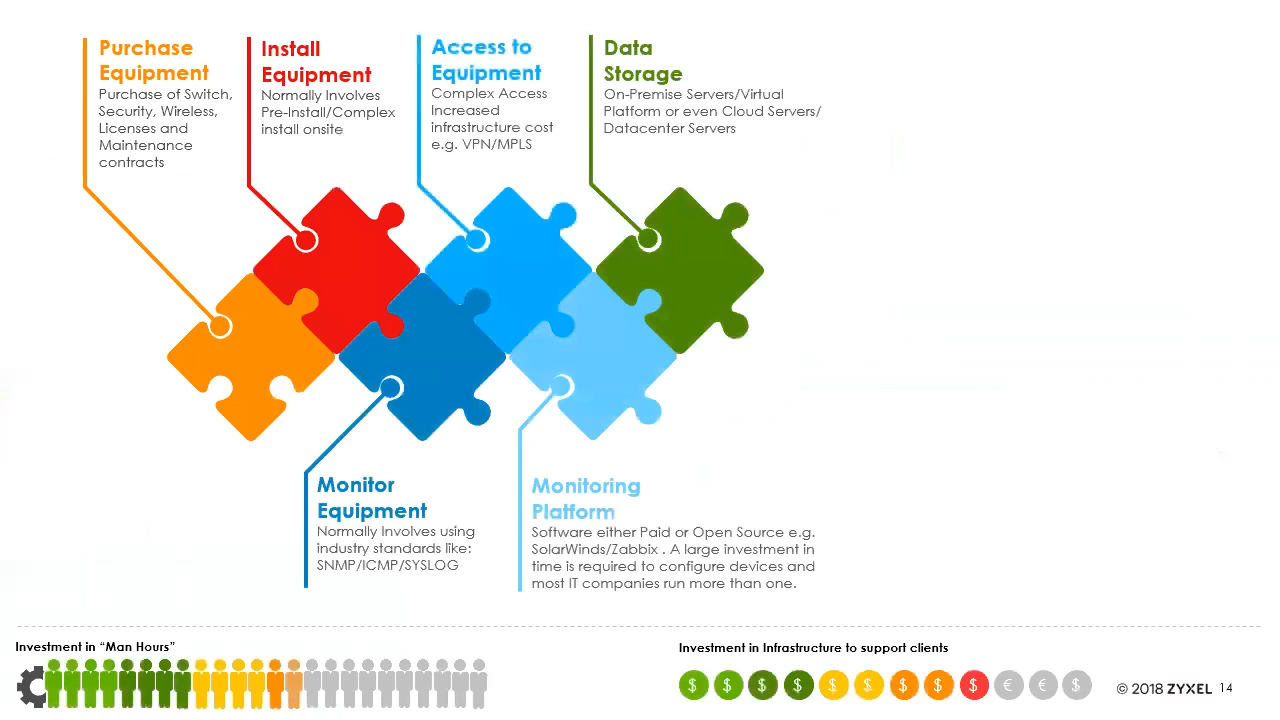 Purchase
Equipment
Purchase of Switch,
Security, Wireless,
Licenses and
Maintenance
contracts
Install
Equipment
Normally Involves
Pre-Install/Complex
install onsite
Access to
Equipment
Complex Access
Increased
infrastructure cost
e.g. VPN/MPLS
Data
Storage
On-Premise Servers/Virtual
Platform or even Cloud Servers/
Datacenter Servers
Monitor
Equipment
Normally Involves using
industry standards like:
SNMP/ICMP/SYSLOG
Monitoring
Platform
Software either Paid or Open Source e.g.
SolarWinds/Zabbix . A large investment in
time is required to configure devices and
most IT companies run more than one.
Investment in “Man Hours”
Investment in Infrastructure to support clients
$ $ $ $ $ $ $ $ $ € € $
© 2018 ZYXEL 14